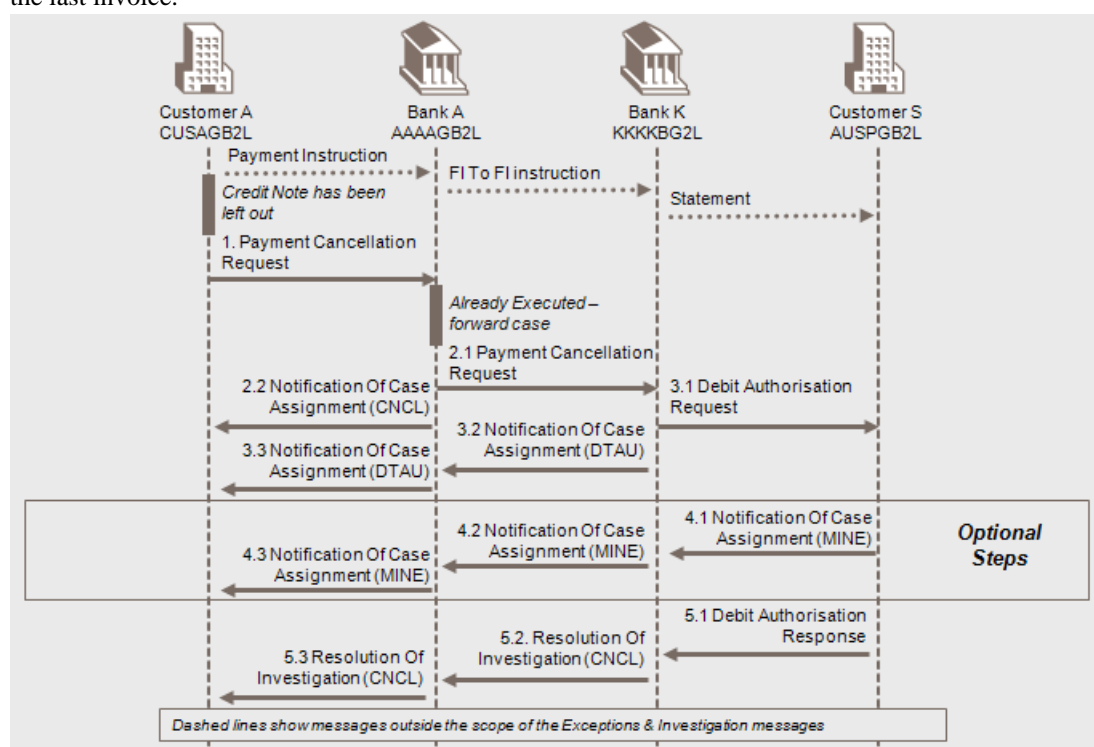 the last invoice.
Customer A
CUSAGB2L
Bank A
AAAAGB2L
Bank K
KKKKBG2L
Customer S
AUSPGB2L
Payment Instruction
FI To FI instruction
Statement
Credit Note has been
left out
1. Payment Cancellation
Request
Already Executed –
forward case
2.1 Payment Cancellation
Request
2.2 Notification Of Case
Assignment (CNCL)
3.1 Debit Authorisation
Request
3.2 Notification Of Case
Assignment (DTAU)
3.3 Notification Of Case
Assignment (DTAU)
4.1 Notification Of Case
Assignment (MINE)
4.2 Notification Of Case
Assignment (MINE)
4.3 Notification Of Case
Assignment (MINE)
Optional
Steps
5.1 Debit Authorisation
Response
5.2. Resolution Of
Investigation (CNCL)
5.3 Resolution Of
Investigation (CNCL)
Dashed lines show messages outside the scope of the Exceptions & Investigation messages